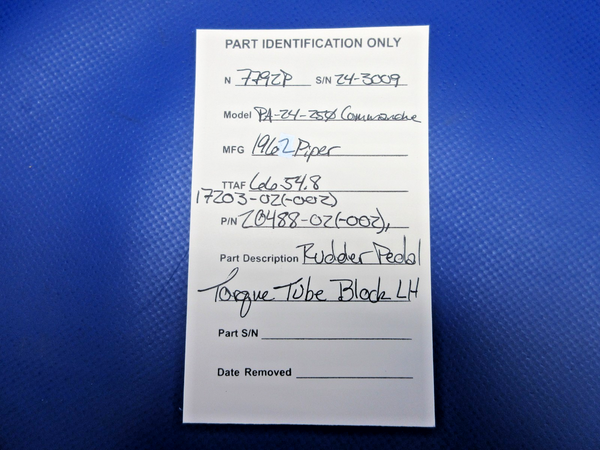 PART IDENTIFICATION ONLY
N 7792P S/N 24-3009
Model PA-24-250 Comanche
MFG 1962 Piper
TTAF 6654.8
17203-02(-002)
P/N 20488-02(-002),
Part Description Rudder Pedal
Torque Tube Block LH
Part S/N
Date Removed